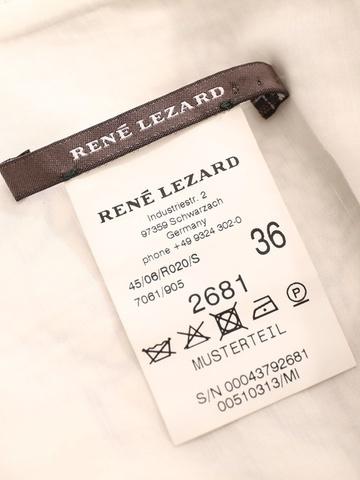 RENÉ LEZARD
RENÉ LEZARD
Industriestr. 2
97359 Schwarzach
Germany
phone +49 9324 302-0
45/06/R020/S
7061/905
36
2681
P
MUSTERTEIL
S/N 00043792681
00510313/MI